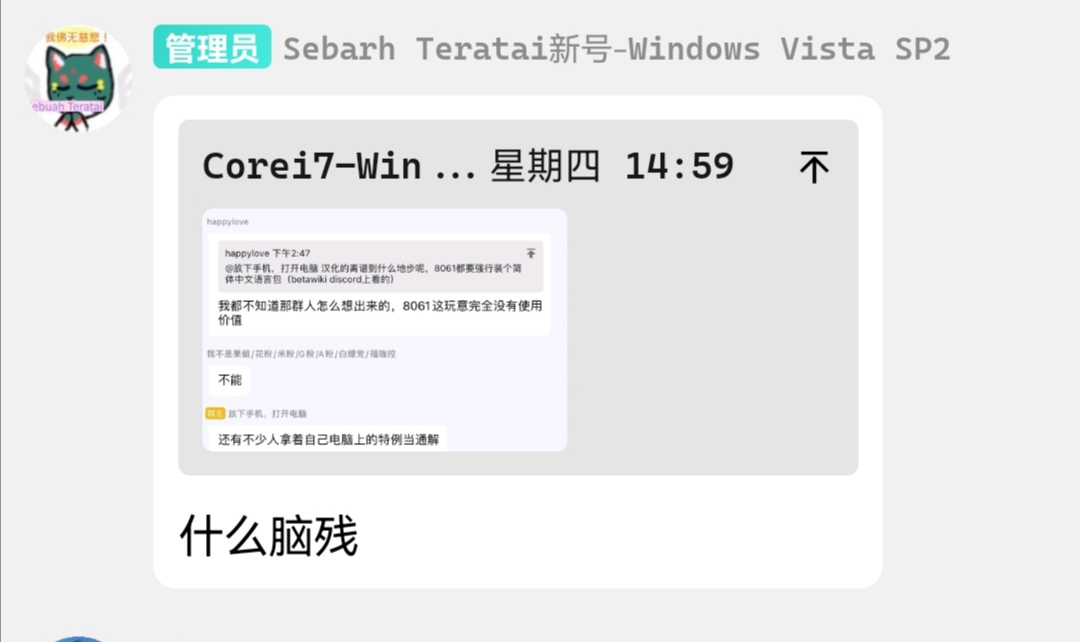 我佛无慈悲！
ebuah Teratai
管理员 Sebarh Teratai新号-Windows Vista SP2
Corei7-Win ... 星期四 14:59
happylove
happylove 下午2:47
@放下手机，打开电脑 汉化的离谱到什么地步呢，8061都要强行装个简
体中文语言包（betawiki discord上看的）
我都不知道那群人怎么想出来的，8061这玩意完全没有使用
价值
我不是果蛆/花粉/米粉/G粉/A粉/白嫖党/福瑞控
不能
群主 放下手机，打开电脑
还有不少人拿着自己电脑上的特例当通解
什么脑残